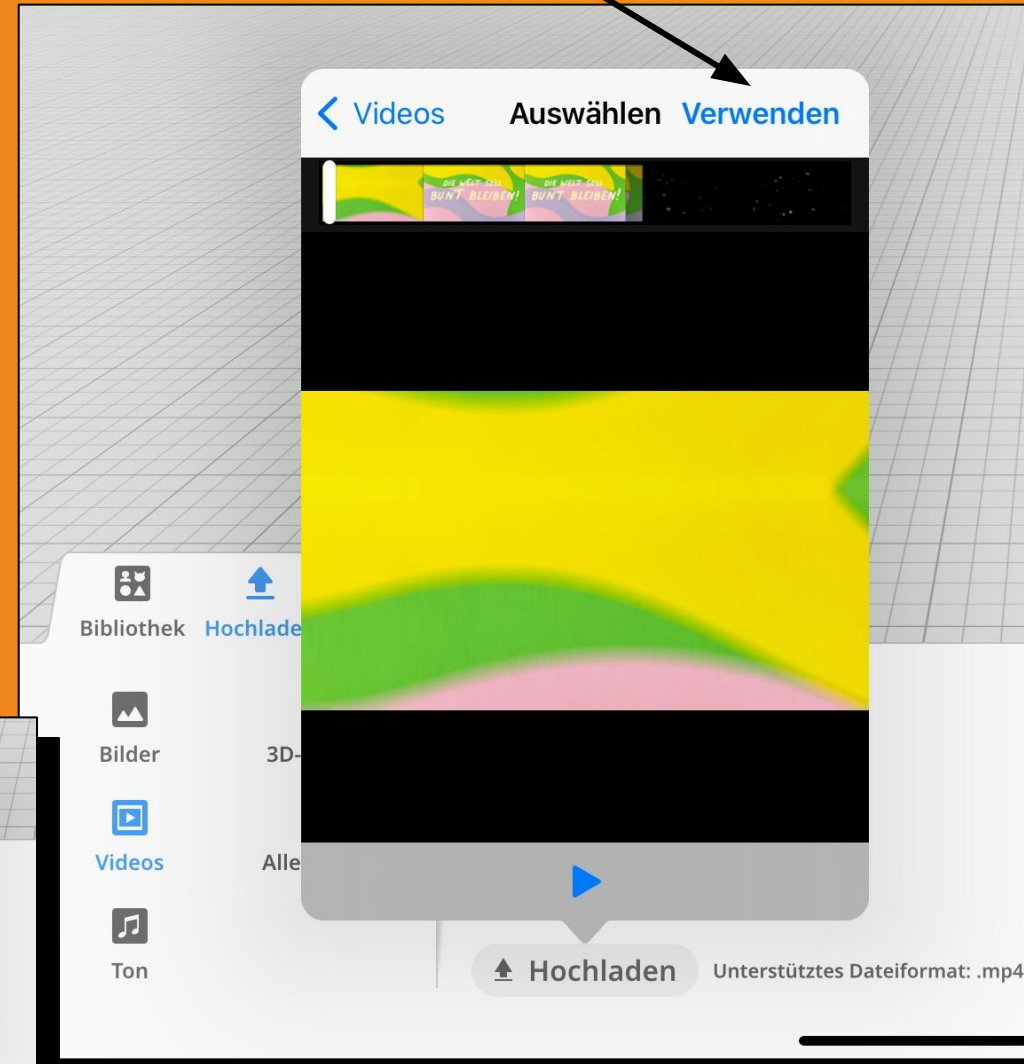 Videos Auswählen Verwenden
DIE WELT SOLL
BUNT BLEIBEN!
DIE WELT SOLL
BUNT BLEIBEN!
Bibliothek Hochlade
Bilder 3D-
Videos Alle
Ton
Hochladen Unterstütztes Dateiformat: .mp4